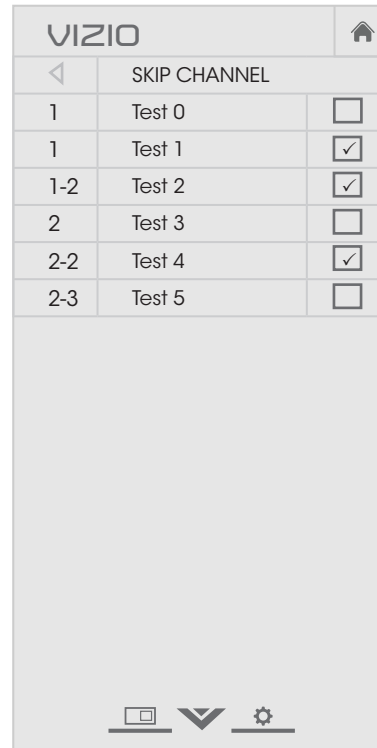 VIZIO
SKIP CHANNEL
1 Test 0
1 Test 1
1-2 Test 2
2 Test 3
2-2 Test 4
2-3 Test 5